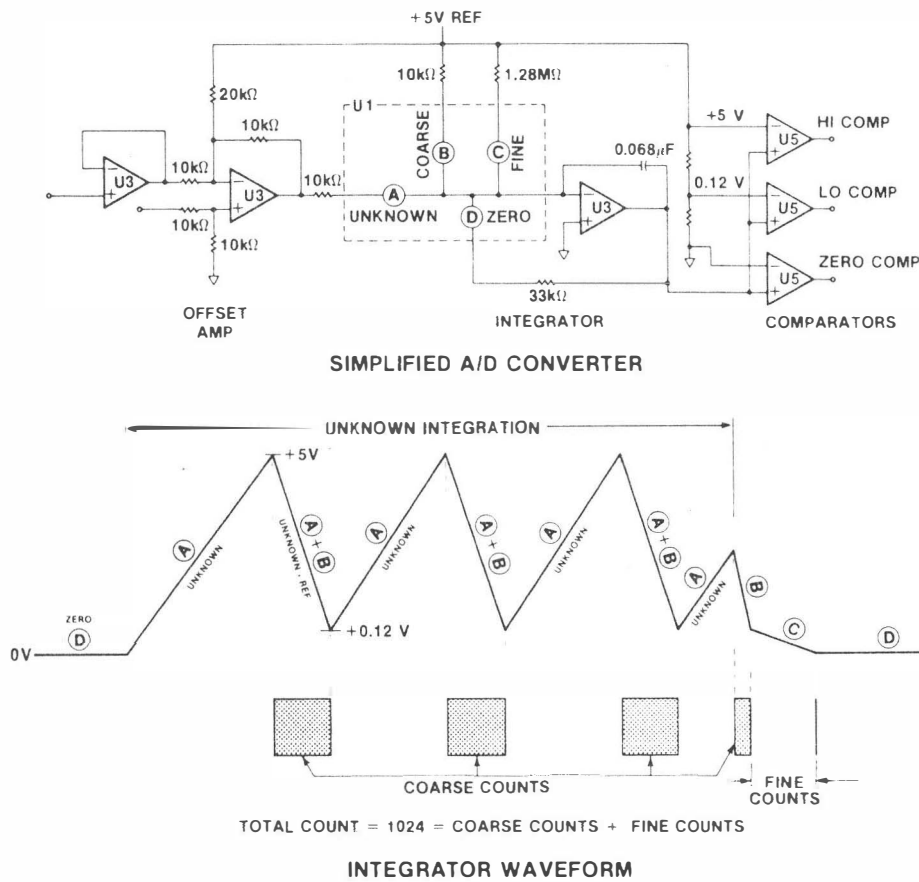 +5V REF
10kΩ
1.28MΩ
20kΩ
U1
10kΩ
COARSE
B
FINE
C
+5 V
U5
HI COMP
0.068μF
U3
10kΩ
U3
10kΩ
A
UNKNOWN
D ZERO
U3
0.12 V
U5
LO COMP
10kΩ
10kΩ
U5
ZERO COMP
33kΩ
OFFSET
AMP
INTEGRATOR
COMPARATORS
SIMPLIFIED A/D CONVERTER
UNKNOWN INTEGRATION
+5V
A
UNKNOWN
A + B
UNKNOWN - REF
A
UNKNOWN
A + B
A
UNKNOWN
A + B
A
UNKNOWN
B
C
D
ZERO
D
0V
+0.12 V
COARSE COUNTS
FINE
COUNTS
TOTAL COUNT = 1024 = COARSE COUNTS + FINE COUNTS
INTEGRATOR WAVEFORM